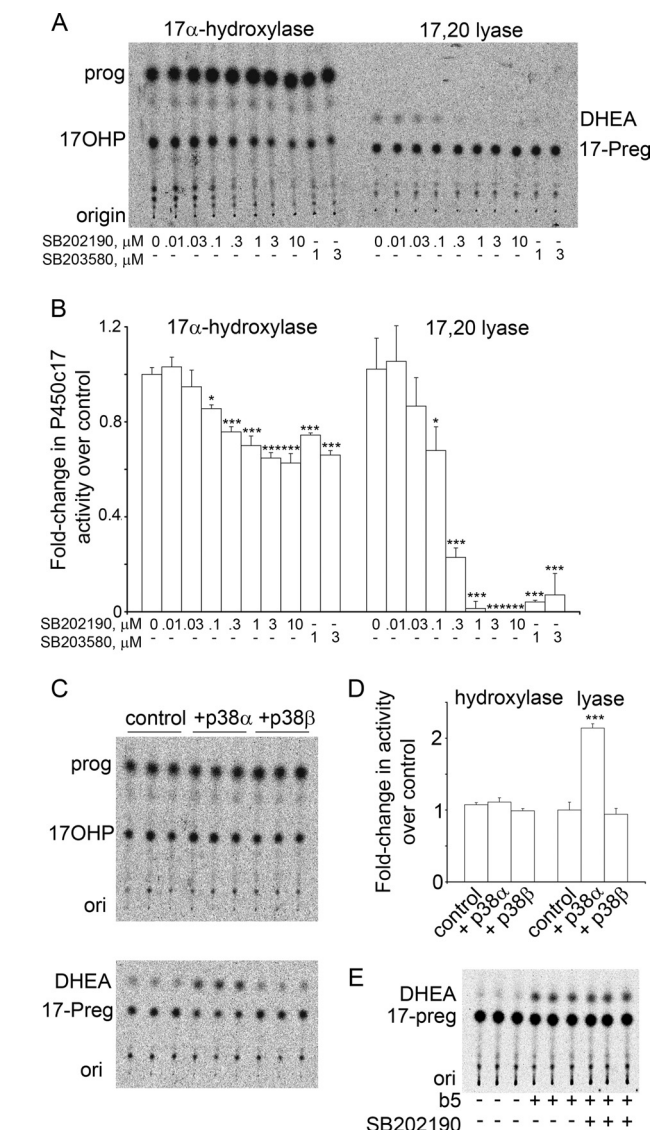 A
17α-hydroxylase 17,20 lyase
prog
DHEA
17OHP
17-Preg
origin
SB202190, µM 0 .01 .03 .1 .3 1 3 10 - - 0 .01 .03 .1 .3 1 3 10 - -
SB203580, µM - - - - - - - - 1 3 - - - - - - - - 1 3
B
17α-hydroxylase 17,20 lyase
Fold-change in P450c17
activity over control
1.2
0.8
0.4
0
* *** *** *** *** *** *** * *** *** *** *** *** ***
SB202190, µM 0 .01 .03 .1 .3 1 3 10 - - 0 .01 .03 .1 .3 1 3 10 - -
SB203580, µM - - - - - - - - 1 3 - - - - - - - - 1 3
C
control +p38α +p38β
prog
17OHP
ori
DHEA
17-Preg
ori
D
hydroxylase lyase
Fold-change in activity
over control
***
2
1
0
control + p38α + p38β control + p38α + p38β
E
DHEA
17-preg
ori
b5 - - - + + + + + +
SB202190 - - - - - - + + +